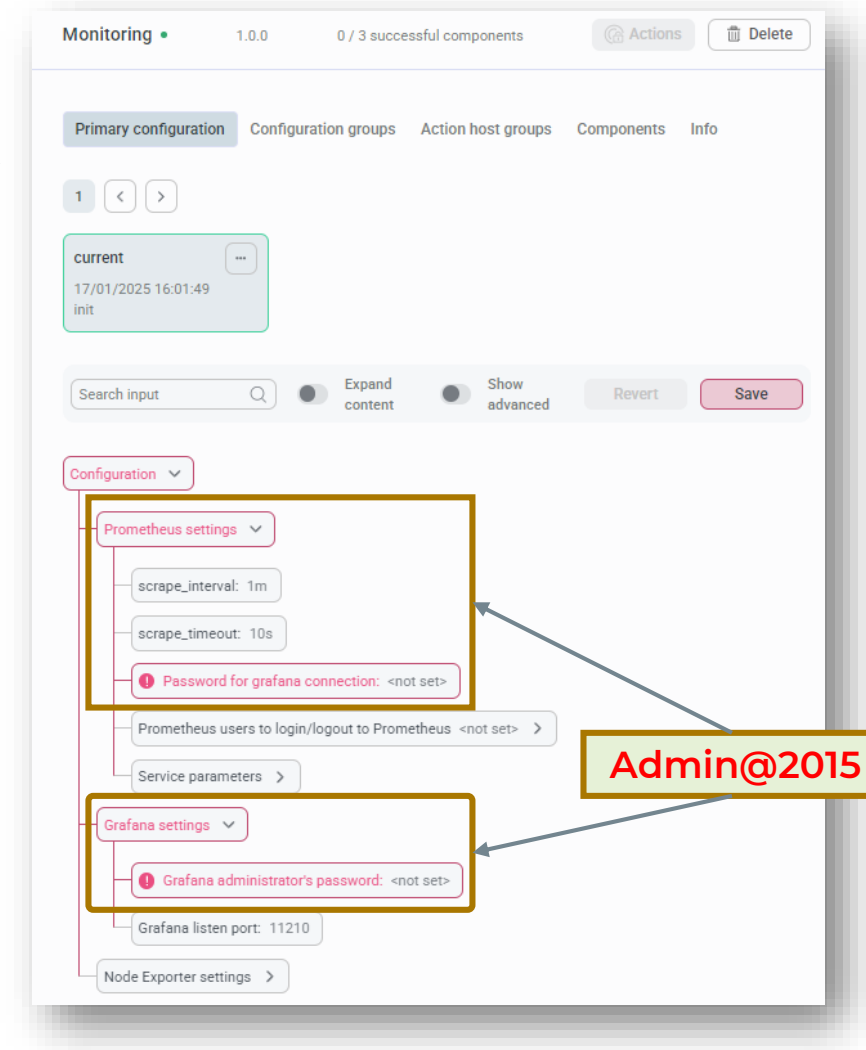 Monitoring 1.0.0 0 / 3 successful components Actions Delete
Primary configuration Configuration groups Action host groups Components Info
1
current
17/01/2025 16:01:49
init
Search input Expand content Show advanced Revert Save
Configuration
Prometheus settings
scrape_interval: 1m
scrape_timeout: 10s
Password for grafana connection: <not set>
Prometheus users to login/logout to Prometheus <not set>
Service parameters
Admin@2015
Grafana settings
Grafana administrator's password: <not set>
Grafana listen port: 11210
Node Exporter settings